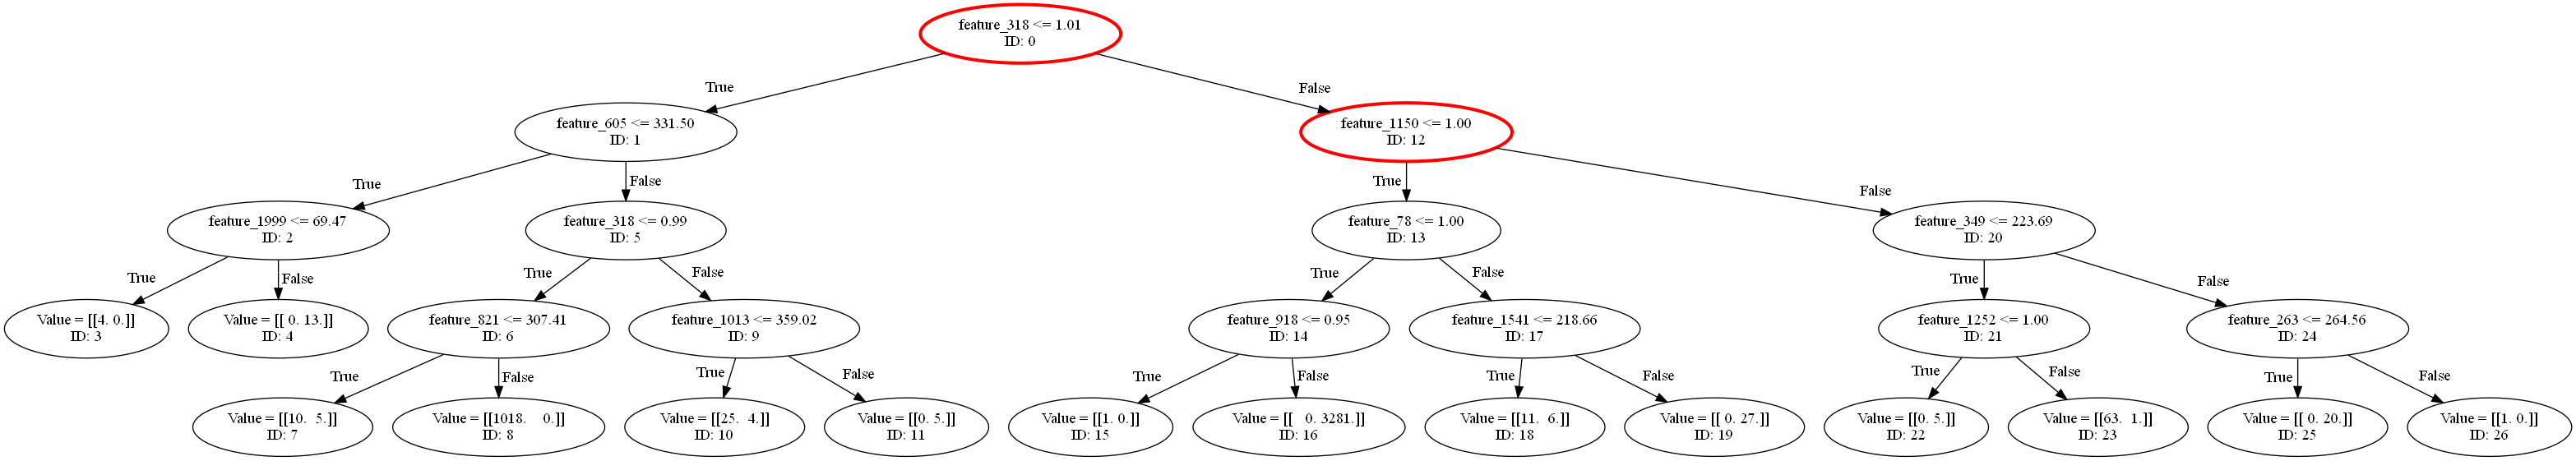 feature_318 <= 1.01
ID: 0
True
False
feature_605 <= 331.50
ID: 1
feature_1150 <= 1.00
ID: 12
True
False
True
False
feature_1999 <= 69.47
ID: 2
feature_318 <= 0.99
ID: 5
feature_78 <= 1.00
ID: 13
feature_349 <= 223.69
ID: 20
True
False
True
False
True
False
True
False
Value = [[4. 0.]]
ID: 3
Value = [[ 0. 13.]]
ID: 4
feature_821 <= 307.41
ID: 6
feature_1013 <= 359.02
ID: 9
feature_918 <= 0.95
ID: 14
feature_1541 <= 218.66
ID: 17
feature_1252 <= 1.00
ID: 21
feature_263 <= 264.56
ID: 24
True
False
True
False
True
False
True
False
True
False
True
False
Value = [[10.  5.]]
ID: 7
Value = [[1018.    0.]]
ID: 8
Value = [[25.  4.]]
ID: 10
Value = [[0. 5.]]
ID: 11
Value = [[1. 0.]]
ID: 15
Value = [[   0. 3281.]]
ID: 16
Value = [[11.  6.]]
ID: 18
Value = [[ 0. 27.]]
ID: 19
Value = [[0. 5.]]
ID: 22
Value = [[63.  1.]]
ID: 23
Value = [[ 0. 20.]]
ID: 25
Value = [[1. 0.]]
ID: 26